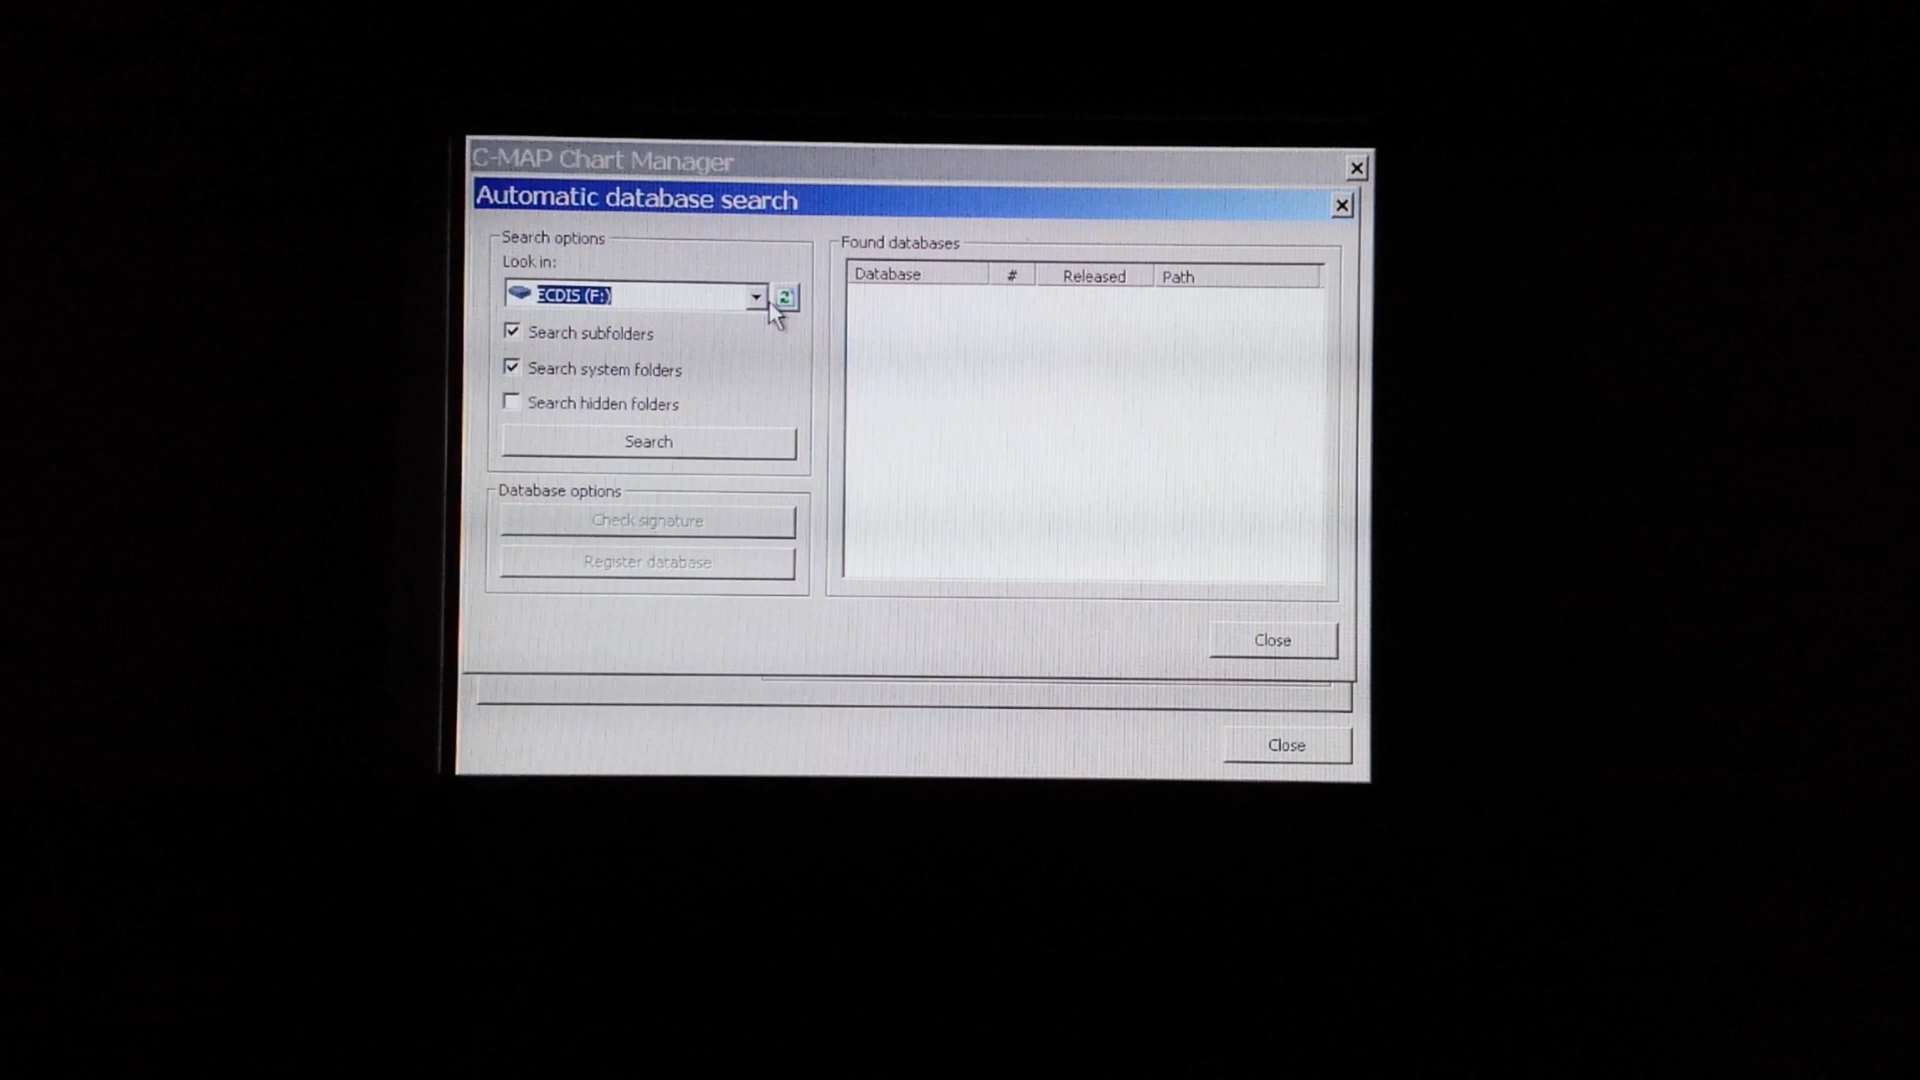 C-MAP Chart Manager
Automatic database search
Search options
Look in:
ECDIS (F:)
Search subfolders
Search system folders
Search hidden folders
Search
Database options
Check signature
Register database
Found databases
Database # Released Path
Close
Close